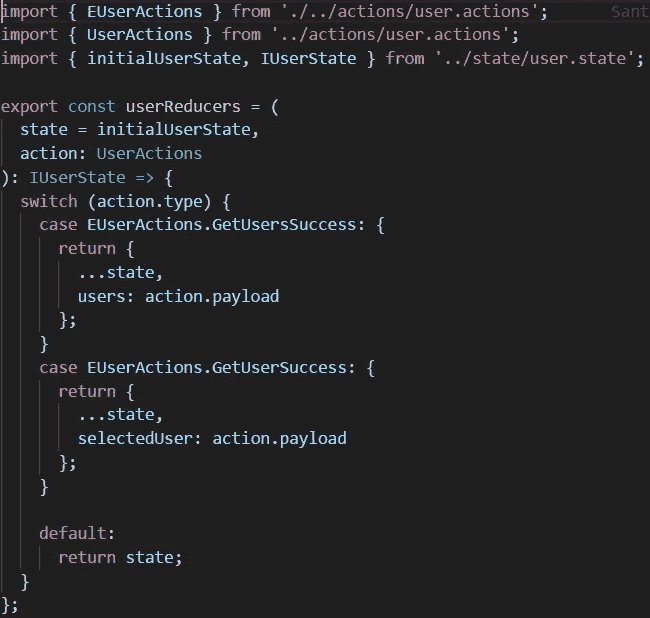 import { EUserActions } from './../actions/user.actions'; Sant
import { UserActions } from '../actions/user.actions';
import { initialUserState, IUserState } from '../state/user.state';
export const userReducers = (
state = initialUserState,
action: UserActions
): IUserState => {
switch (action.type) {
case EUserActions.GetUsersSuccess: {
return {
...state,
users: action.payload
};
}
case EUserActions.GetUserSuccess: {
return {
...state,
selectedUser: action.payload
};
}
default:
return state;
}
};